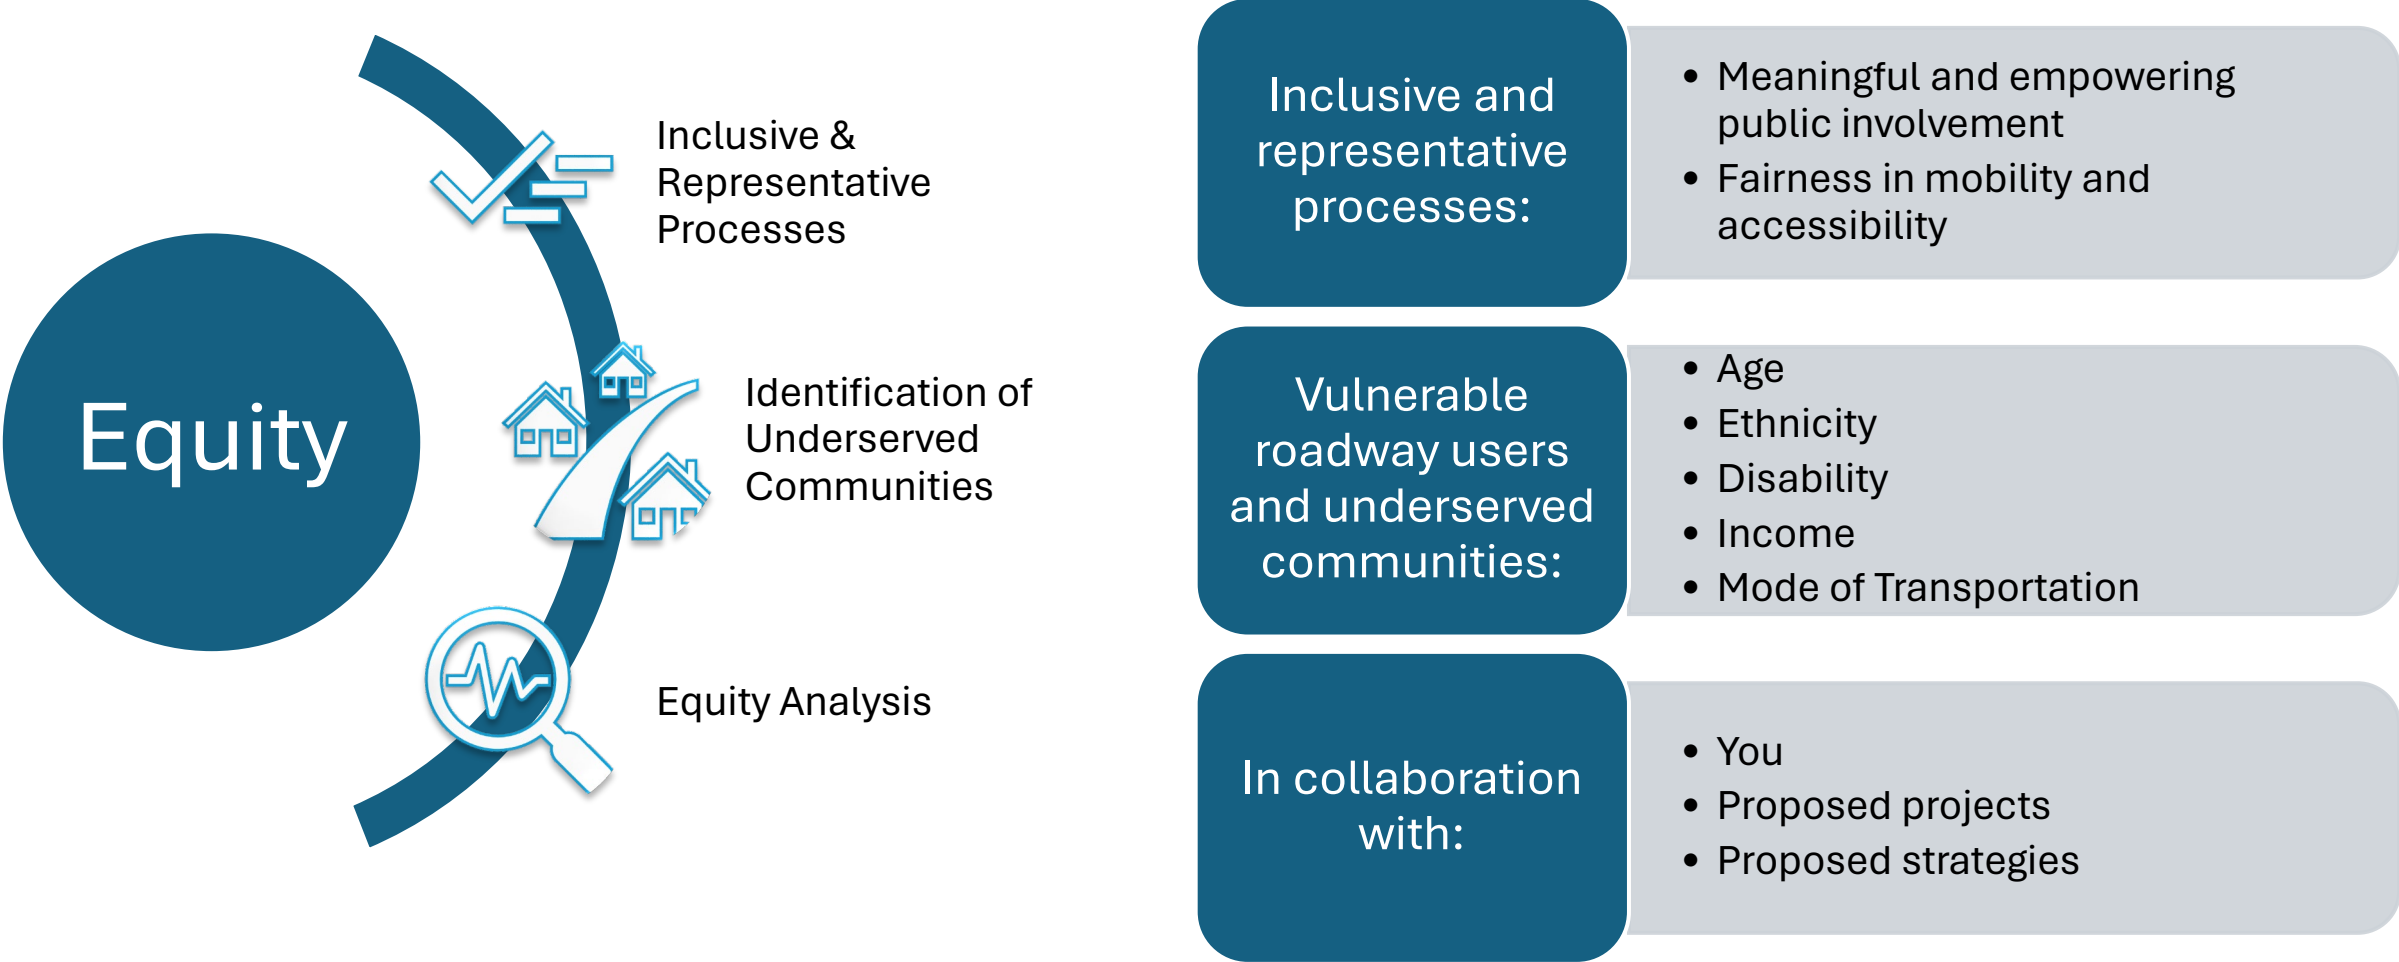 Equity
Inclusive &
Representative
Processes
Identification of
Underserved
Communities
Equity Analysis
Inclusive and
representative
processes:
• Meaningful and empowering
public involvement
• Fairness in mobility and
accessibility
Vulnerable
roadway users
and underserved
communities:
• Age
• Ethnicity
• Disability
• Income
• Mode of Transportation
In collaboration
with:
• You
• Proposed projects
• Proposed strategies